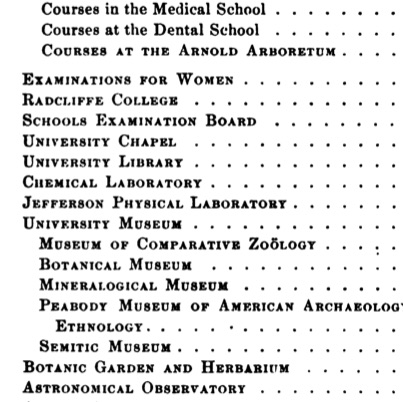 Courses in the Medical School . . . . . . . .
Courses at the Dental School . . . . . . . .
COURSES AT THE ARNOLD ARBORETUM . . . .
EXAMINATIONS FOR WOMEN . . . . . . . . . .
RADCLIFFE COLLEGE . . . . . . . . . . . . .
SCHOOLS EXAMINATION BOARD . . . . . . . .
UNIVERSITY CHAPEL . . . . . . . . . . . . .
UNIVERSITY LIBRARY . . . . . . . . . . . . .
CHEMICAL LABORATORY . . . . . . . . . . . .
JEFFERSON PHYSICAL LABORATORY . . . . . . .
UNIVERSITY MUSEUM . . . . . . . . . . . . .
MUSEUM OF COMPARATIVE ZOÖLOGY . . . . .
BOTANICAL MUSEUM . . . . . . . . . . . .
MINERALOGICAL MUSEUM . . . . . . . . . .
PEABODY MUSEUM OF AMERICAN ARCHAEOLOGY
ETHNOLOGY . . . . . . . . . . . . . . .
SEMITIC MUSEUM . . . . . . . . . . . . . .
BOTANIC GARDEN AND HERBARIUM . . . . . .
ASTRONOMICAL OBSERVATORY . . . . . . . . .